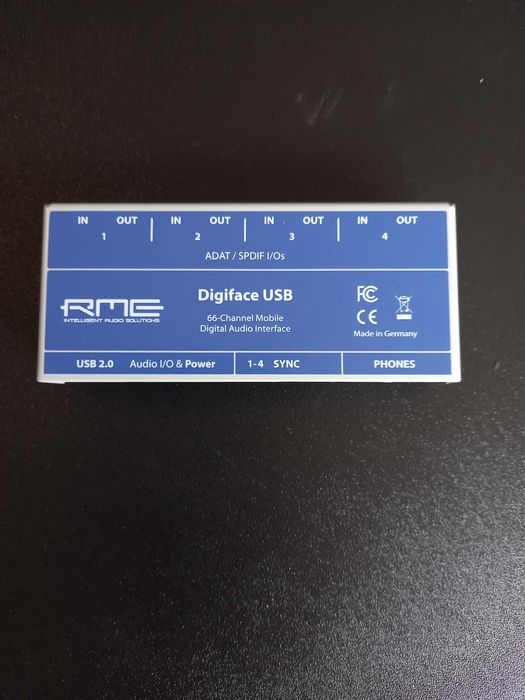 IN OUT IN OUT IN OUT IN OUT
1 2 3 4
ADAT / SPDIF I/Os
RME
INTELLIGENT AUDIO SOLUTIONS
Digiface USB
66-Channel Mobile
Digital Audio Interface
FC
CE
Made in Germany
USB 2.0 Audio I/O & Power 1-4 SYNC PHONES